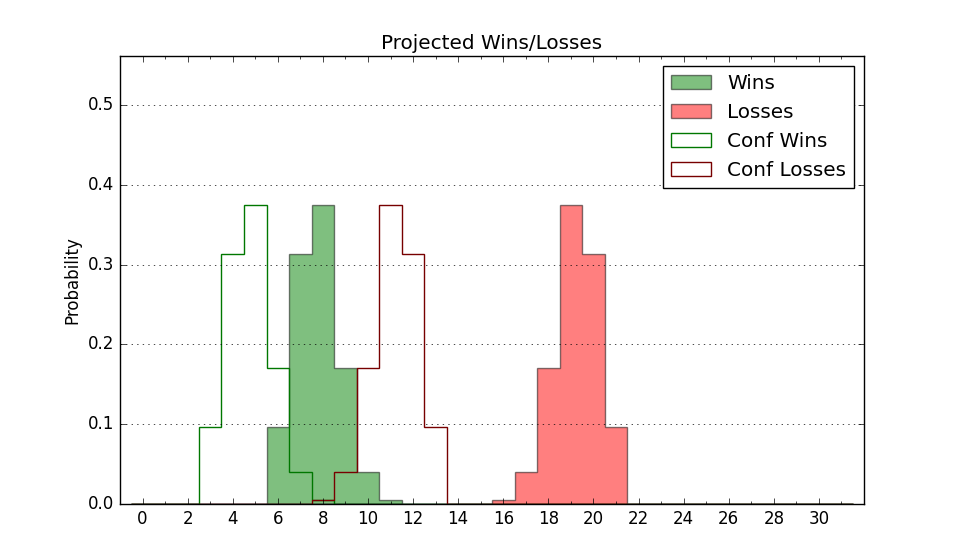 Projected Wins/Losses
Wins
Losses
Conf Wins
Conf Losses
Probability
0.5
0.4
0.3
0.2
0.1
0.0
0 2 4 6 8 10 12 14 16 18 20 22 24 26 28 30